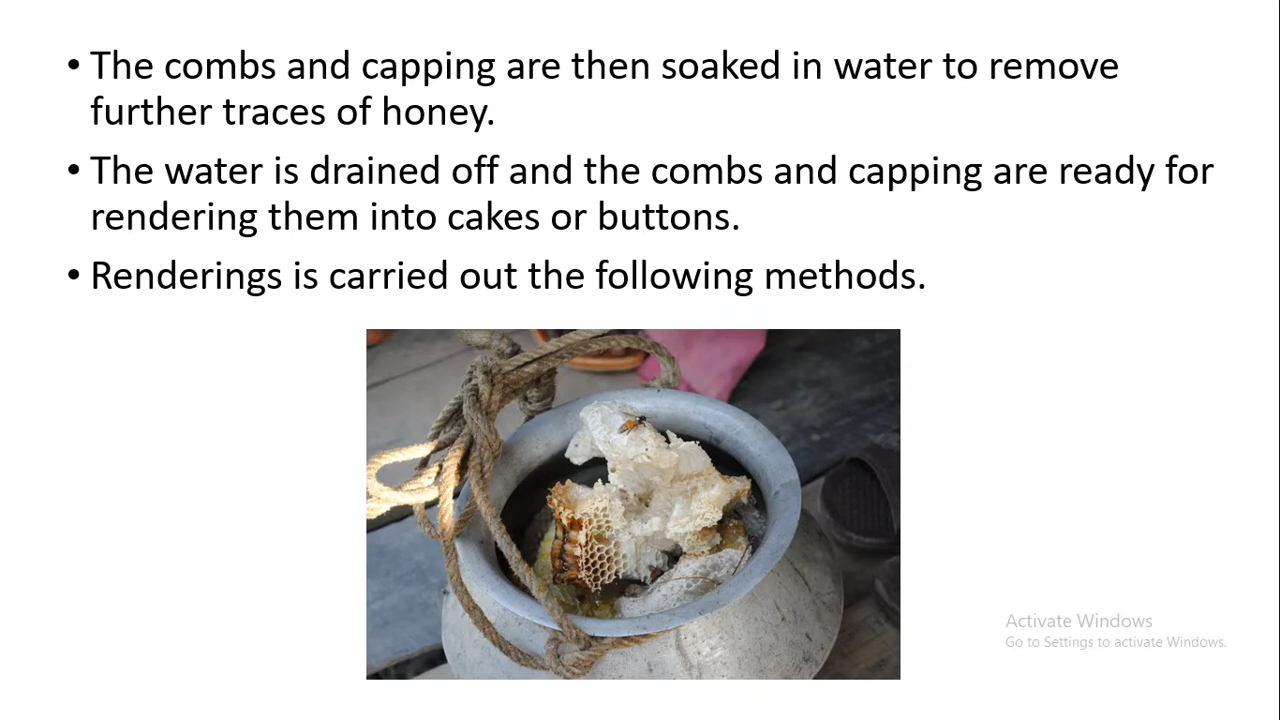 • The combs and capping are then soaked in water to remove
further traces of honey.
• The water is drained off and the combs and capping are ready for
rendering them into cakes or buttons.
• Renderings is carried out the following methods.
Activate Windows
Go to Settings to activate Windows.